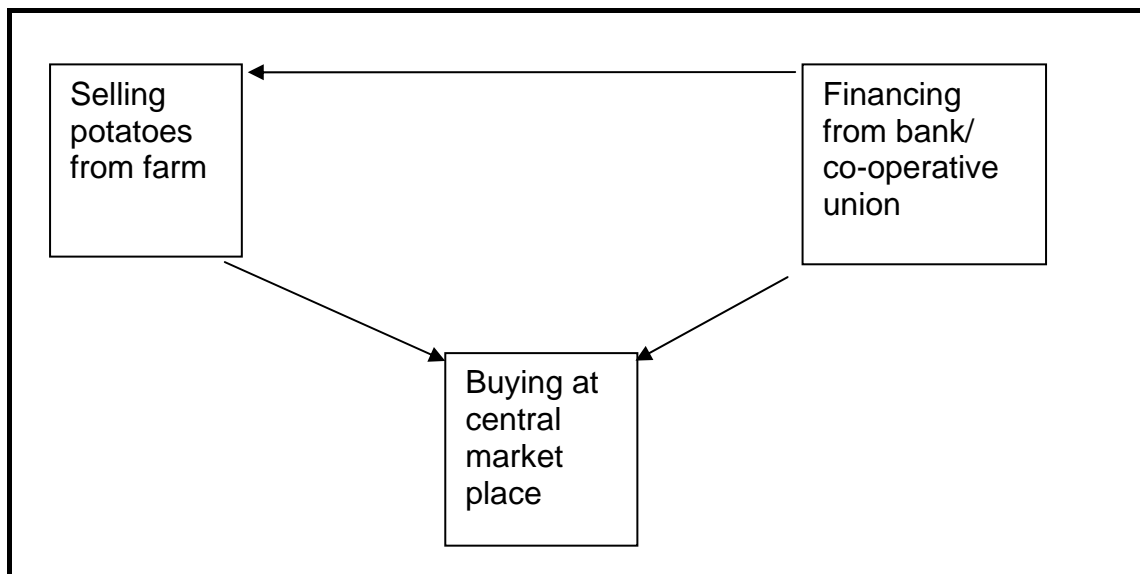 Selling
potatoes
from farm
Financing
from bank/
co-operative
union
Buying at
central
market
place